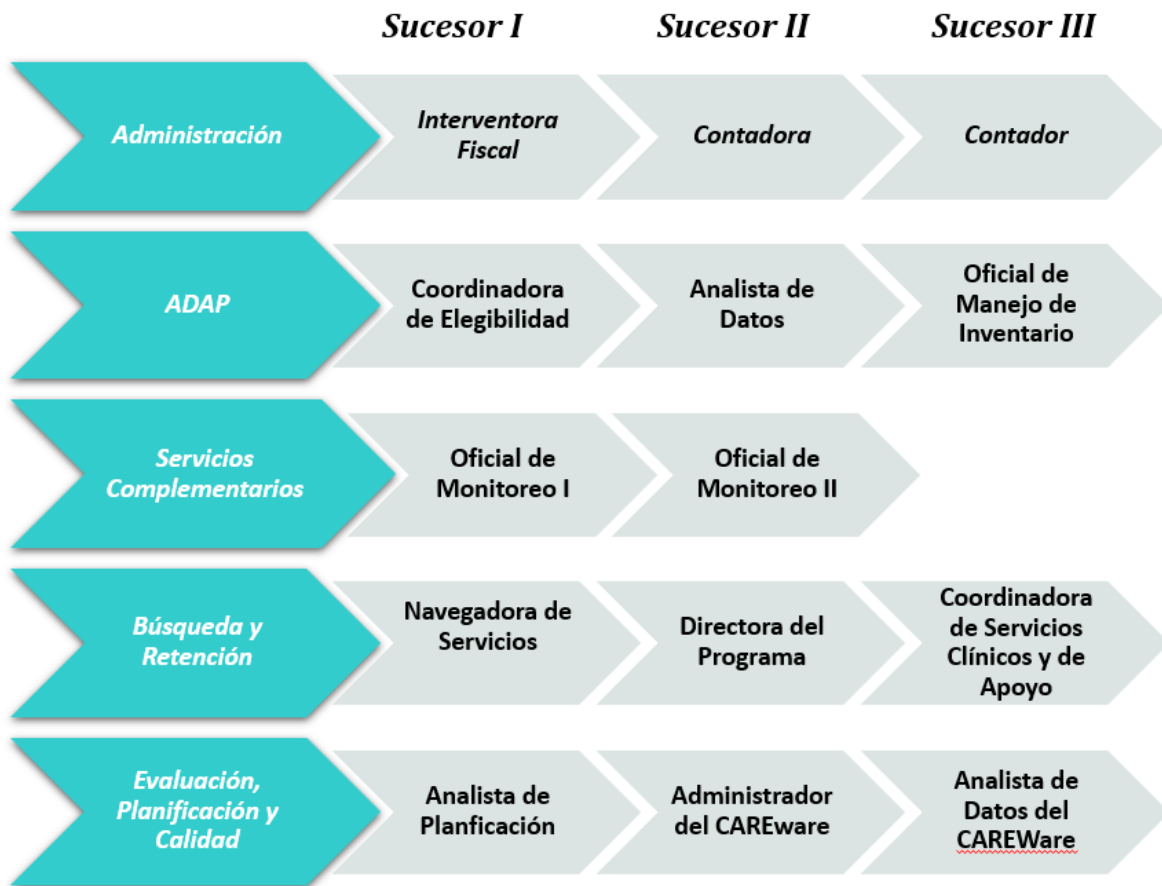 Sucesor I
Sucesor II
Sucesor III
Administración
Interventora
Fiscal
Contadora
Contador
ADAP
Coordinadora
de Elegibilidad
Analista de
Datos
Oficial de
Manejo de
Inventario
Servicios
Complementarios
Oficial de
Monitoreo I
Oficial de
Monitoreo II
Búsqueda y
Retención
Navegadora de
Servicios
Directora del
Programa
Coordinadora
de Servicios
Clínicos y de
Apoyo
Evaluación,
Planificación y
Calidad
Analista de
Planficación
Administrador
del CAREware
Analista de
Datos del
CAREWare